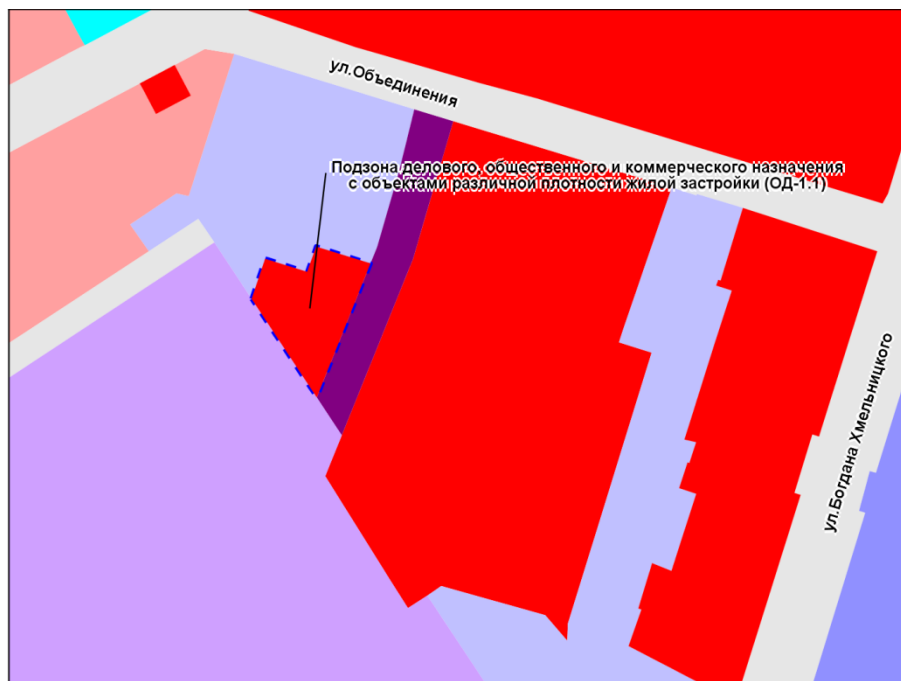 ул.Объединения
Подзона делового, общественного и коммерческого назначения
с объектами различной плотности жилой застройки (ОД-1.1)
ул.Богдана Хмельницкого